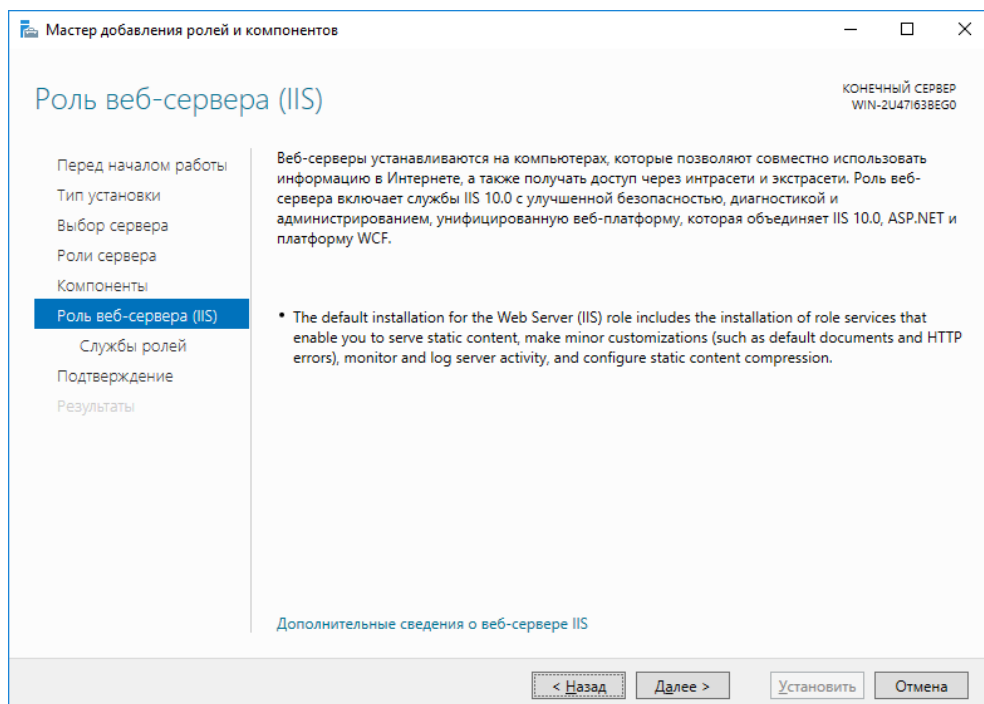 Мастер добавления ролей и компонентов
Роль веб-сервера (IIS)
КОНЕЧНЫЙ СЕРВЕР
WIN-2U47I63BEG0
Перед началом работы
Тип установки
Выбор сервера
Роли сервера
Компоненты
Роль веб-сервера (IIS)
Службы ролей
Подтверждение
Результаты
Веб-серверы устанавливаются на компьютерах, которые позволяют совместно использовать
информацию в Интернете, а также получать доступ через интрасети и экстрасети. Роль веб-
сервера включает службы IIS 10.0 с улучшенной безопасностью, диагностикой и
администрированием, унифицированную веб-платформу, которая объединяет IIS 10.0, ASP.NET и
платформу WCF.
• The default installation for the Web Server (IIS) role includes the installation of role services that
enable you to serve static content, make minor customizations (such as default documents and HTTP
errors), monitor and log server activity, and configure static content compression.
Дополнительные сведения о веб-сервере IIS
< Назад
Далее >
Установить
Отмена